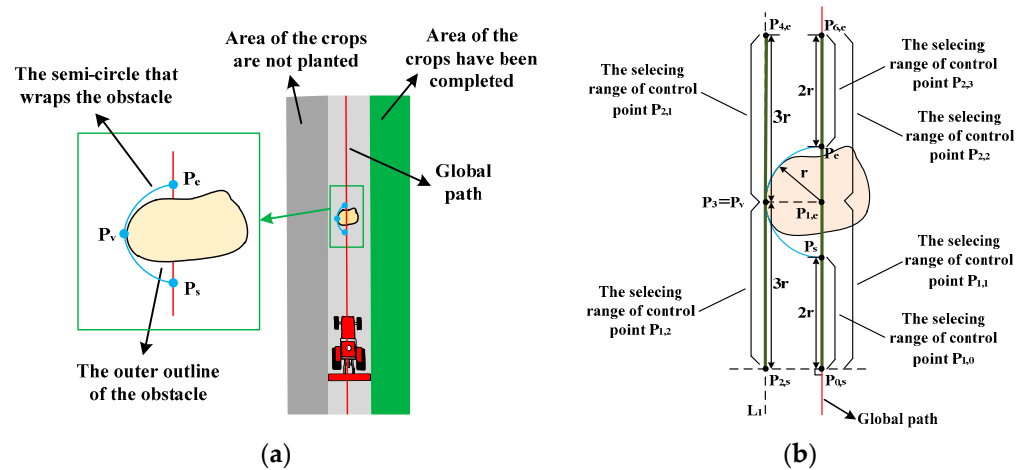 The semi-circle that
wraps the obstacle
Area of the crops
are not planted
Area of the
crops have been
completed
Global
path
Pe
Pv
Ps
The outer outline
of the obstacle
(a)
P4,e
P6,e
The selecing
range of control
point P2,1
The selecing
range of control
point P2,3
The selecing
range of control
point P2,2
3r
2r
Pe
r
P3=Pv
P1,e
Ps
The selecing
range of control
point P1,1
The selecing
range of control
point P1,2
3r
2r
The selecing
range of control
point P1,0
P2,s
P0,s
L1
Global path
(b)